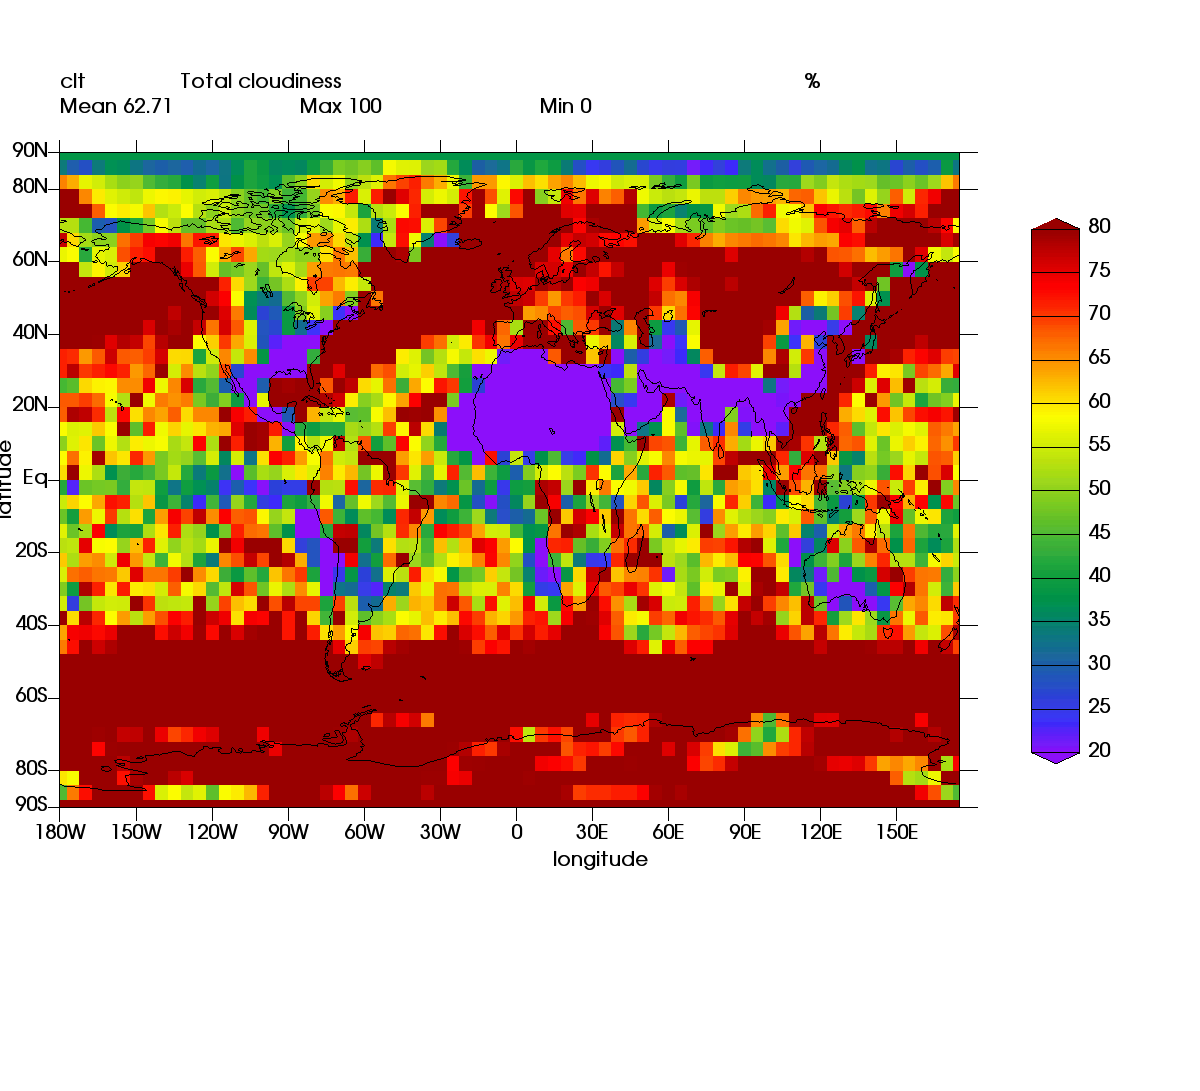 clt Total cloudiness %
Mean 62.71 Max 100 Min 0
90N
80N
60N
40N
20N
Eq
20S
40S
60S
80S
90S
latitude
180W 150W 120W 90W 60W 30W 0 30E 60E 90E 120E 150E
longitude
80
75
70
65
60
55
50
45
40
35
30
25
20